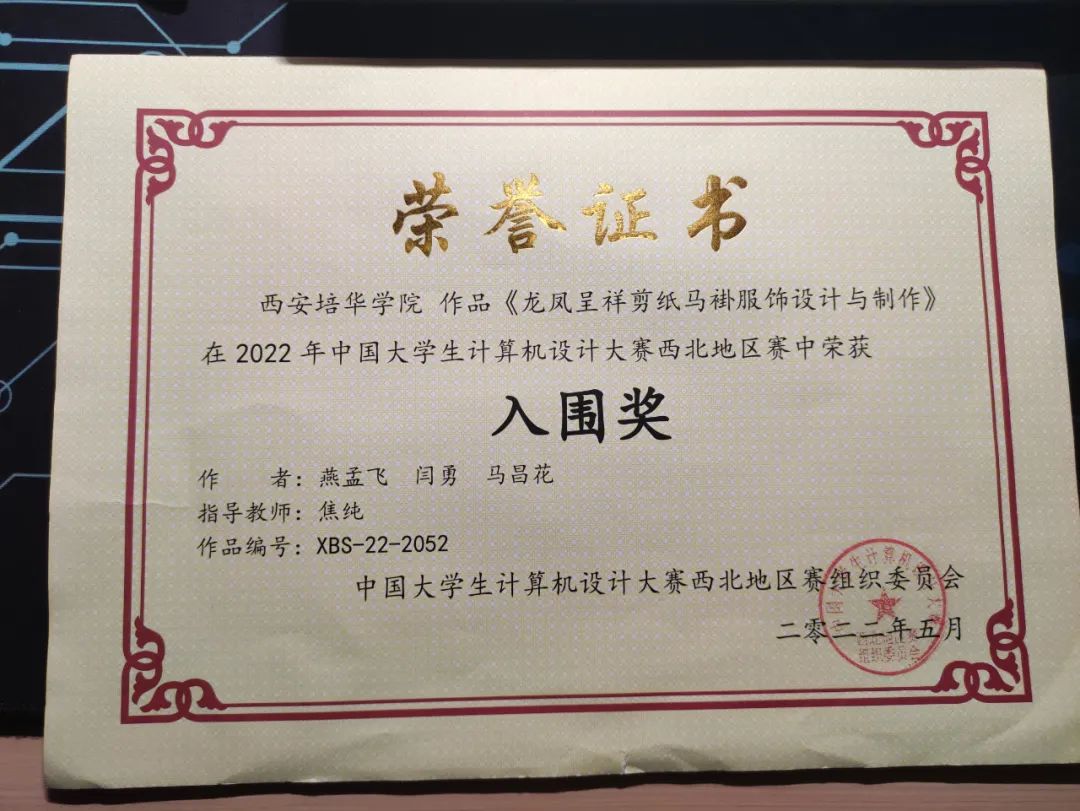 荣誉证书
西安培华学院 作品《龙凤呈祥剪纸马褂服饰设计与制作》
在 2022 年中国大学生计算机设计大赛西北地区赛中荣获
入围奖
作 者：燕孟飞 闫勇 马昌花
指导教师：焦纯
作品编号：XBS-22-2052
中国大学生计算机设计大赛西北地区赛组织委员会
二零二二年五月